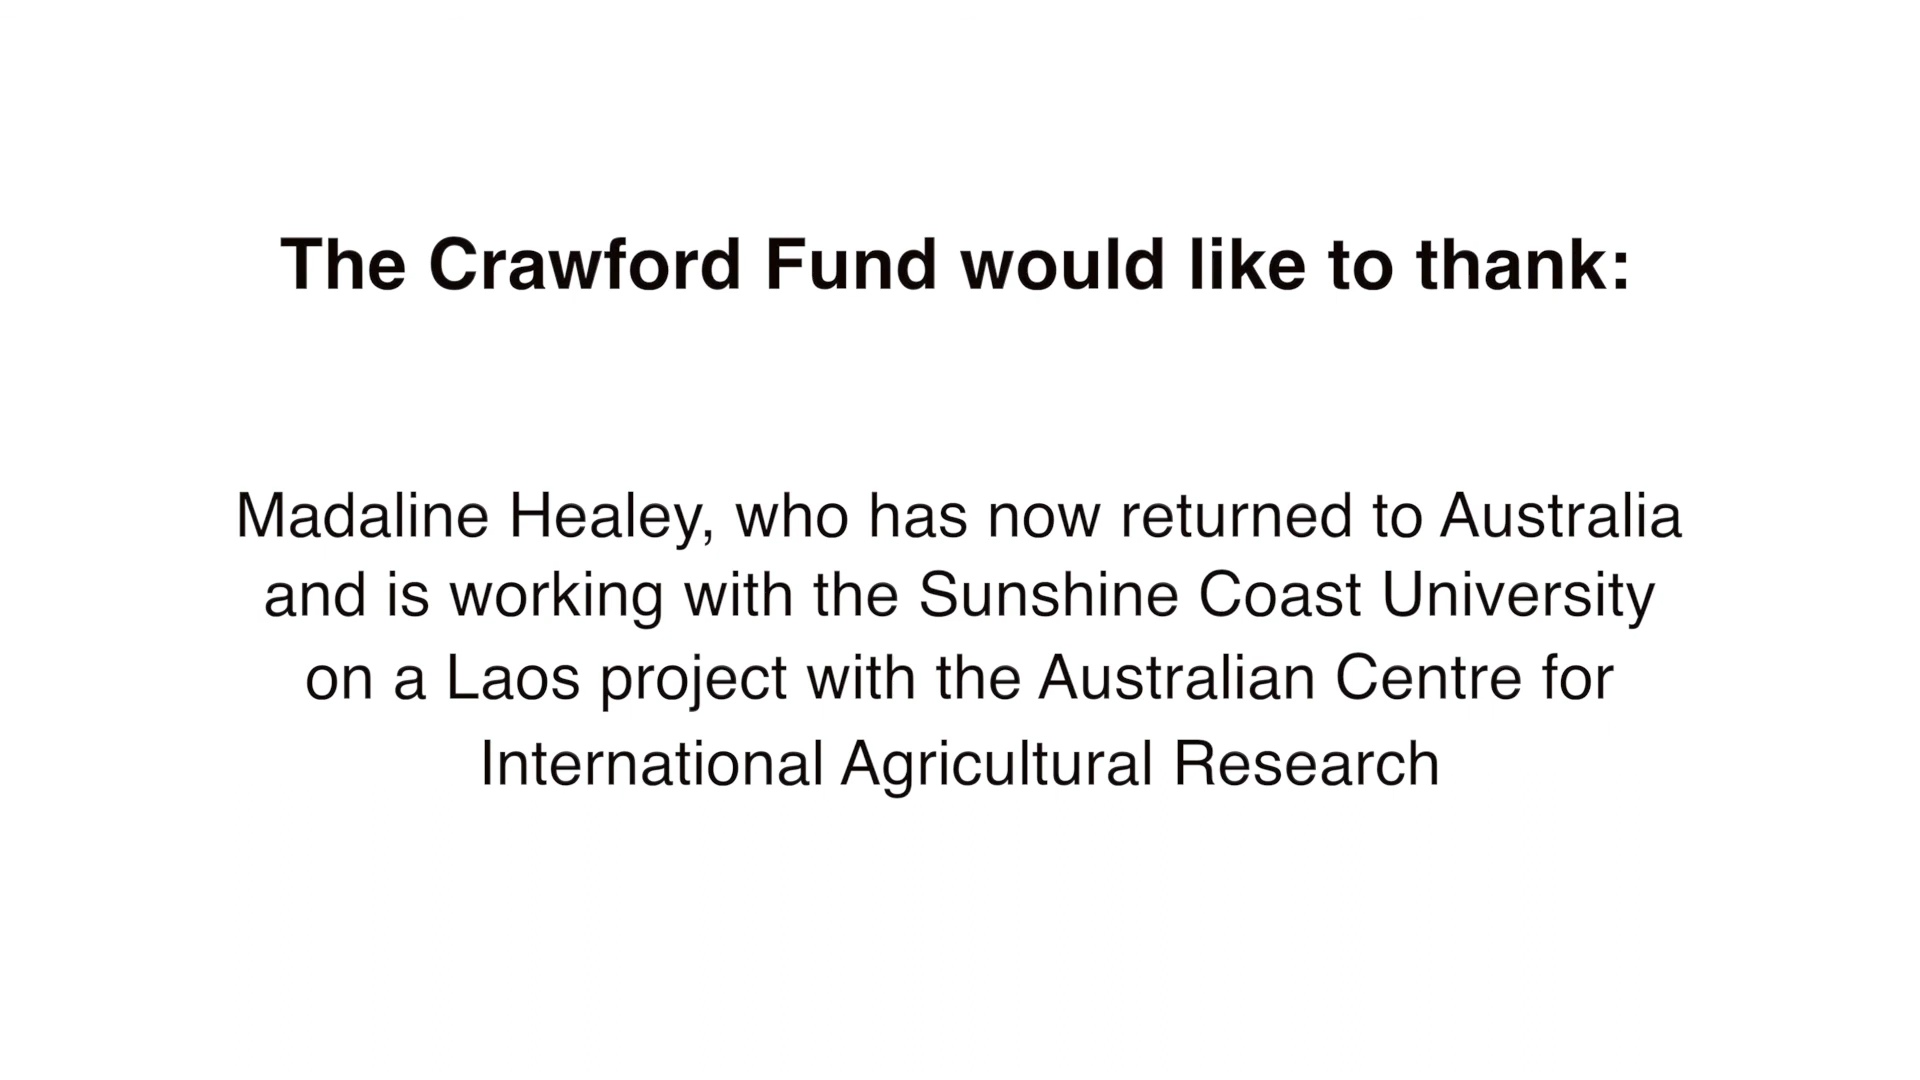 The Crawford Fund would like to thank:
Madaline Healey, who has now returned to Australia
and is working with the Sunshine Coast University
on a Laos project with the Australian Centre for
International Agricultural Research